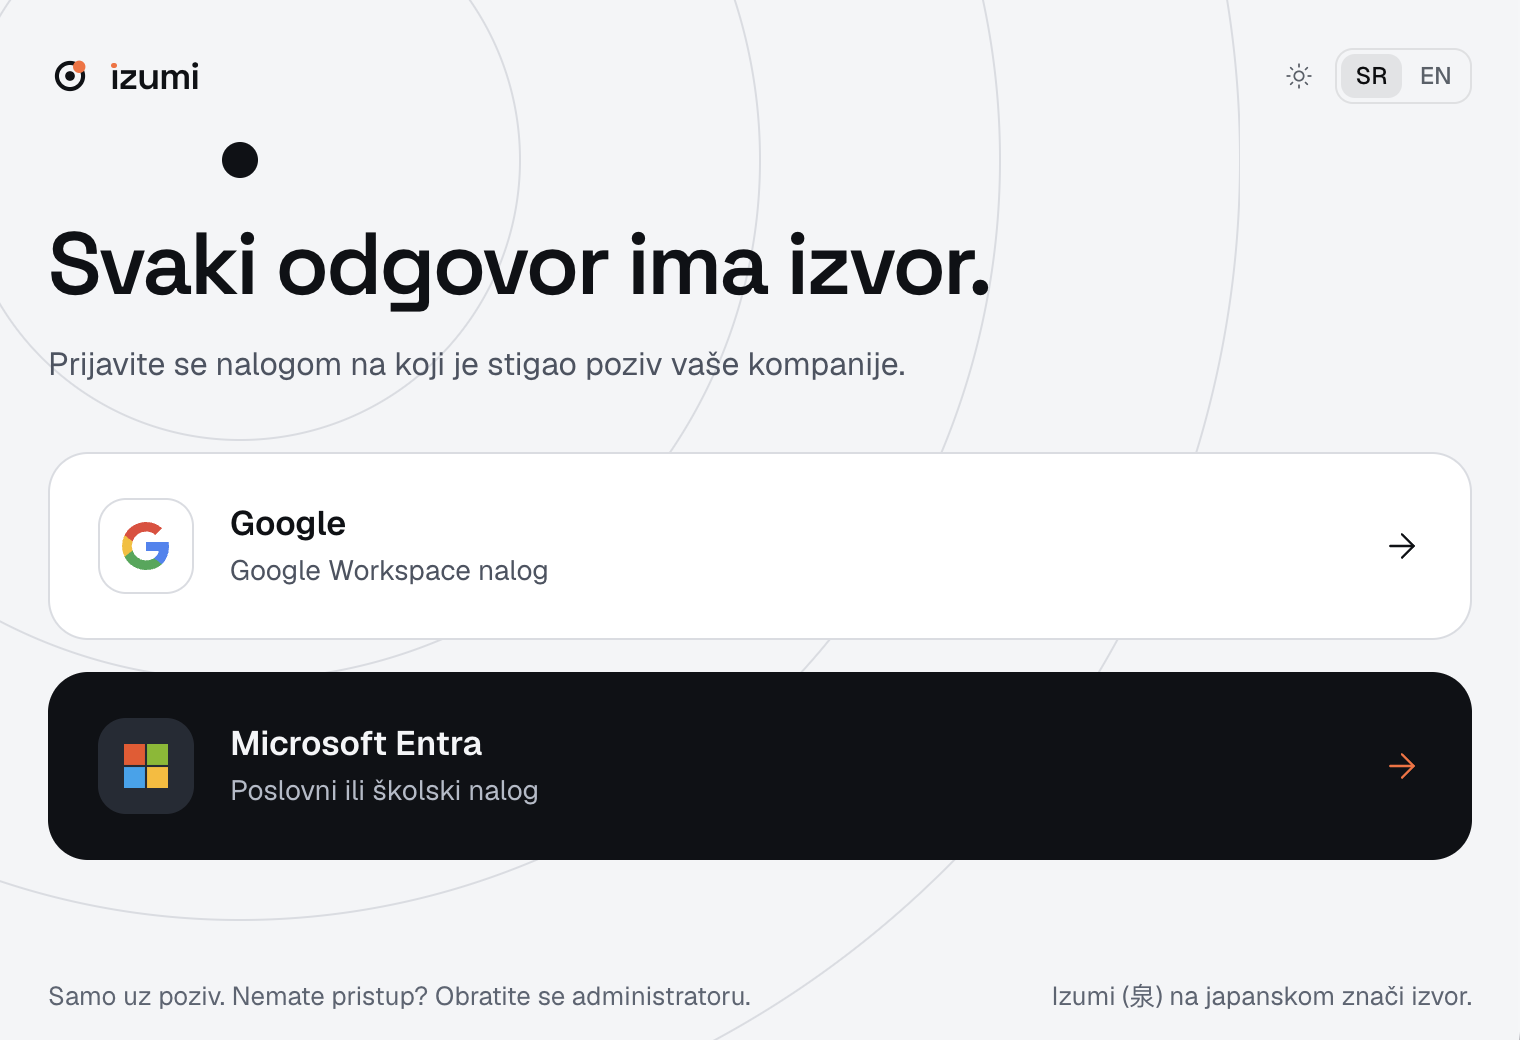 izumi
SR EN
Svaki odgovor ima izvor.
Prijavite se nalogom na koji je stigao poziv vaše kompanije.
Google
Google Workspace nalog
Microsoft Entra
Poslovni ili školski nalog
Samo uz poziv. Nemate pristup? Obratite se administratoru.
Izumi (泉) na japanskom znači izvor.